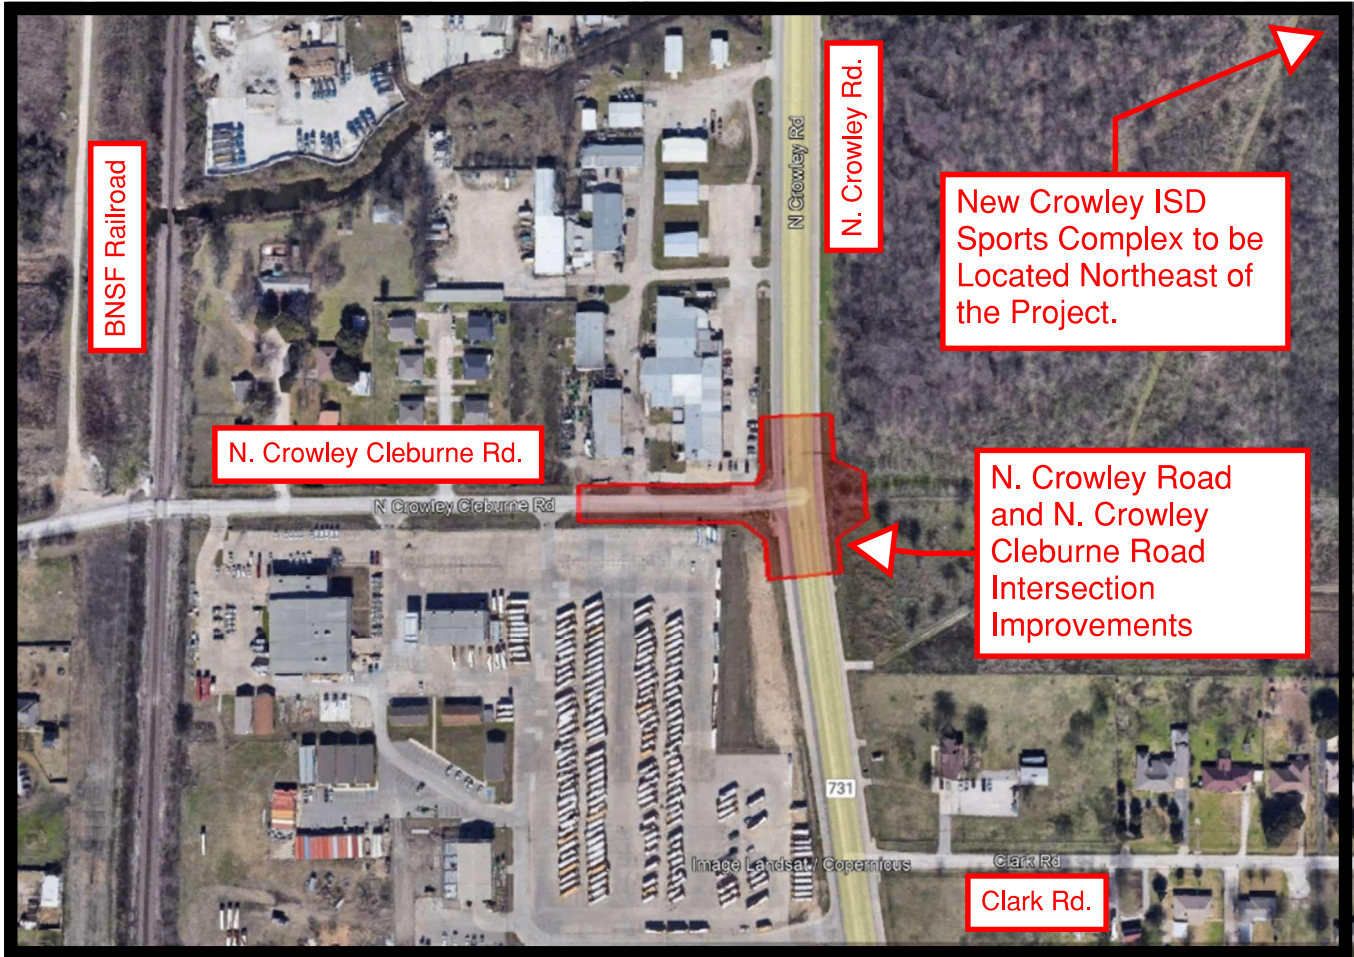 N. Crowley Rd.
N Crowley Rd
BNSF Railroad
New Crowley ISD
Sports Complex to be
Located Northeast of
the Project.
N. Crowley Cleburne Rd.
N Crowley Cleburne Rd
N. Crowley Road
and N. Crowley
Cleburne Road
Intersection
Improvements
731
Image Landsat / Copernicus
Clark Rd
Clark Rd.